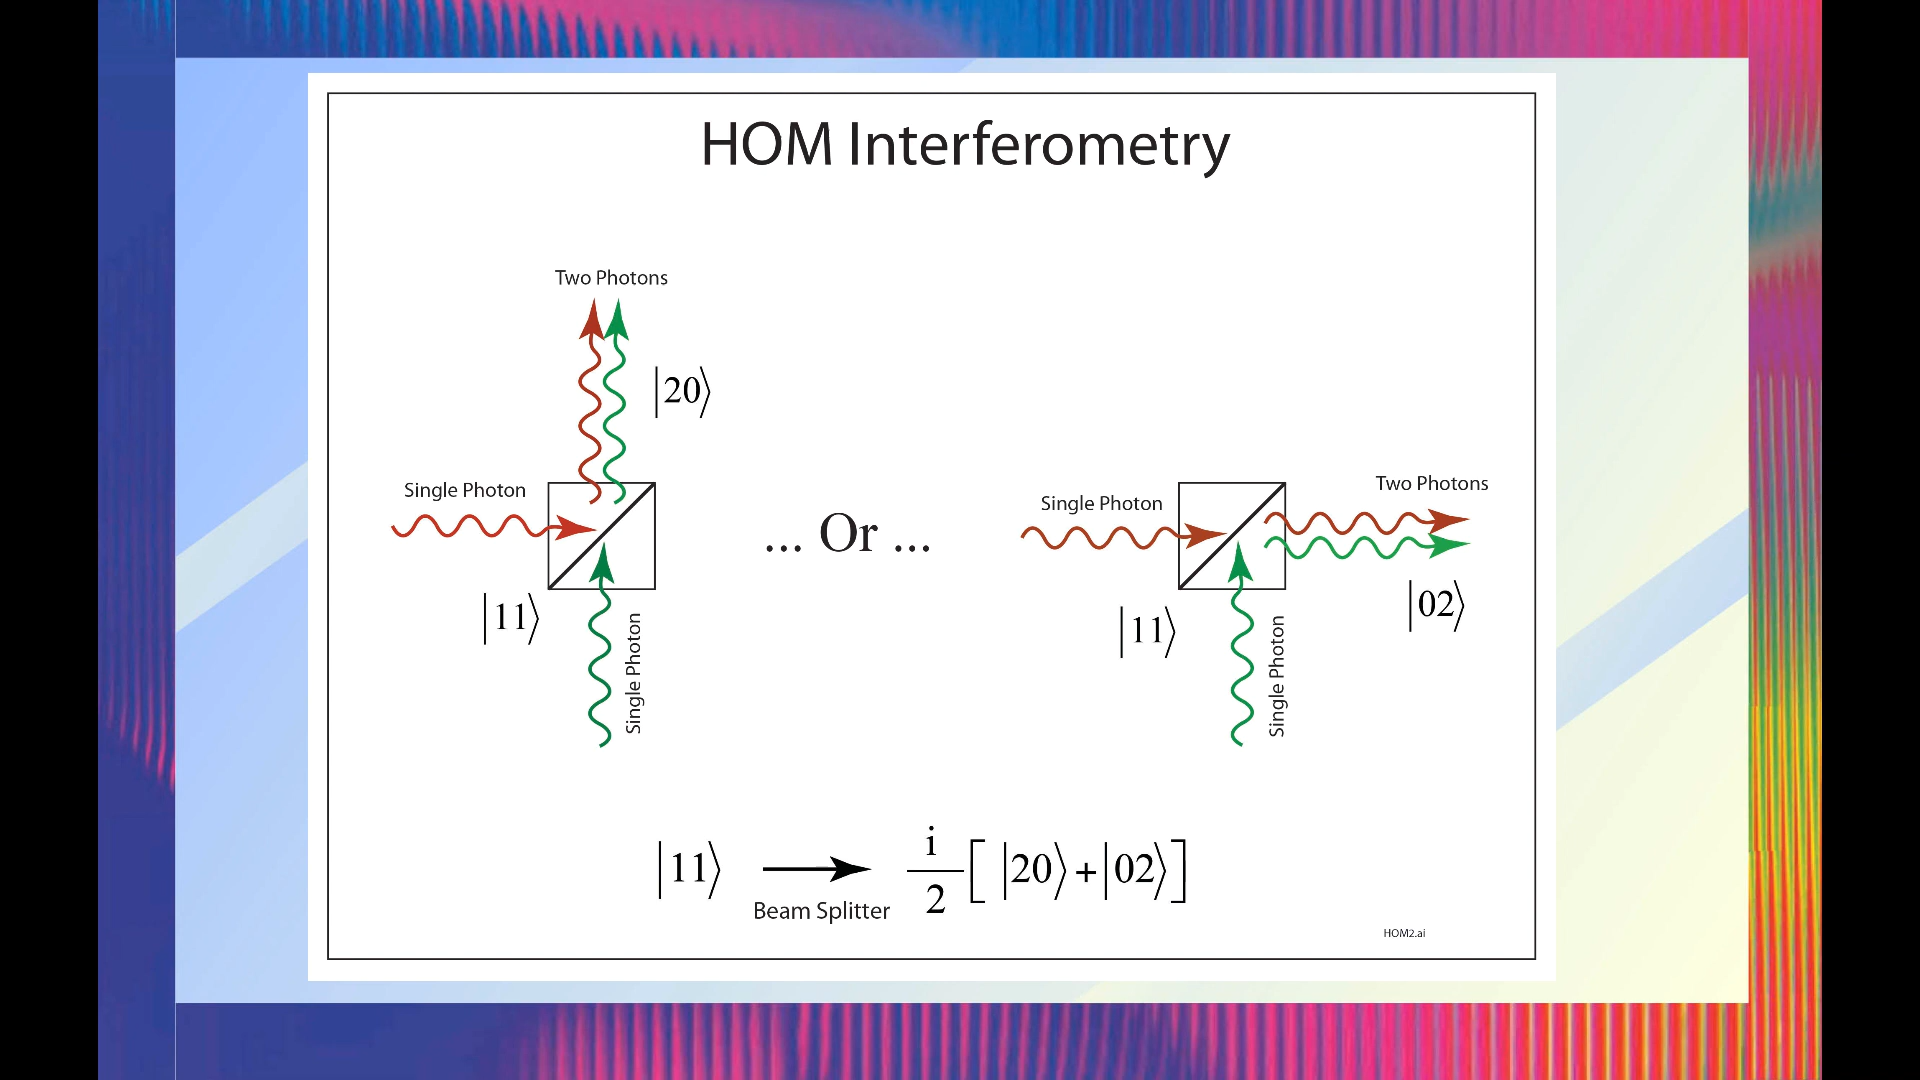 HOM Interferometry
Two Photons
|20⟩
Single Photon
|11⟩
Single Photon
... Or ...
Single Photon
Two Photons
|02⟩
|11⟩
Single Photon
|11⟩ → i/2 [ |20⟩+|02⟩ ]
Beam Splitter
HOM2.ai